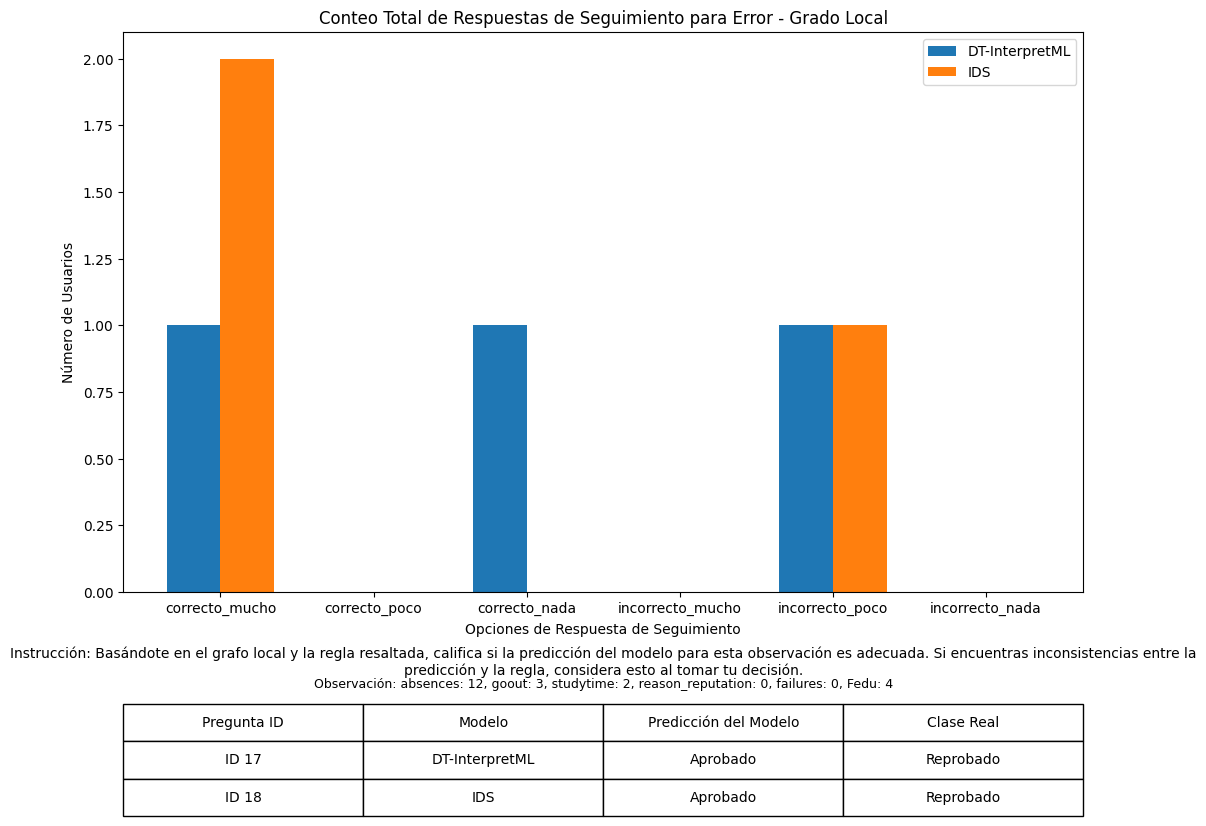 Conteo Total de Respuestas de Seguimiento para Error - Grado Local
DT-InterpretML
IDS
Número de Usuarios
2.00
1.75
1.50
1.25
1.00
0.75
0.50
0.25
0.00
correcto_mucho correcto_poco correcto_nada incorrecto_mucho incorrecto_poco incorrecto_nada
Opciones de Respuesta de Seguimiento
Instrucción: Basándote en el grafo local y la regla resaltada, califica si la predicción del modelo para esta observación es adecuada. Si encuentras inconsistencias entre la
predicción y la regla, considera esto al tomar tu decisión.
Observación: absences: 12, goout: 3, studytime: 2, reason_reputation: 0, failures: 0, Fedu: 4
Pregunta ID Modelo Predicción del Modelo Clase Real
ID 17 DT-InterpretML Aprobado Reprobado
ID 18 IDS Aprobado Reprobado